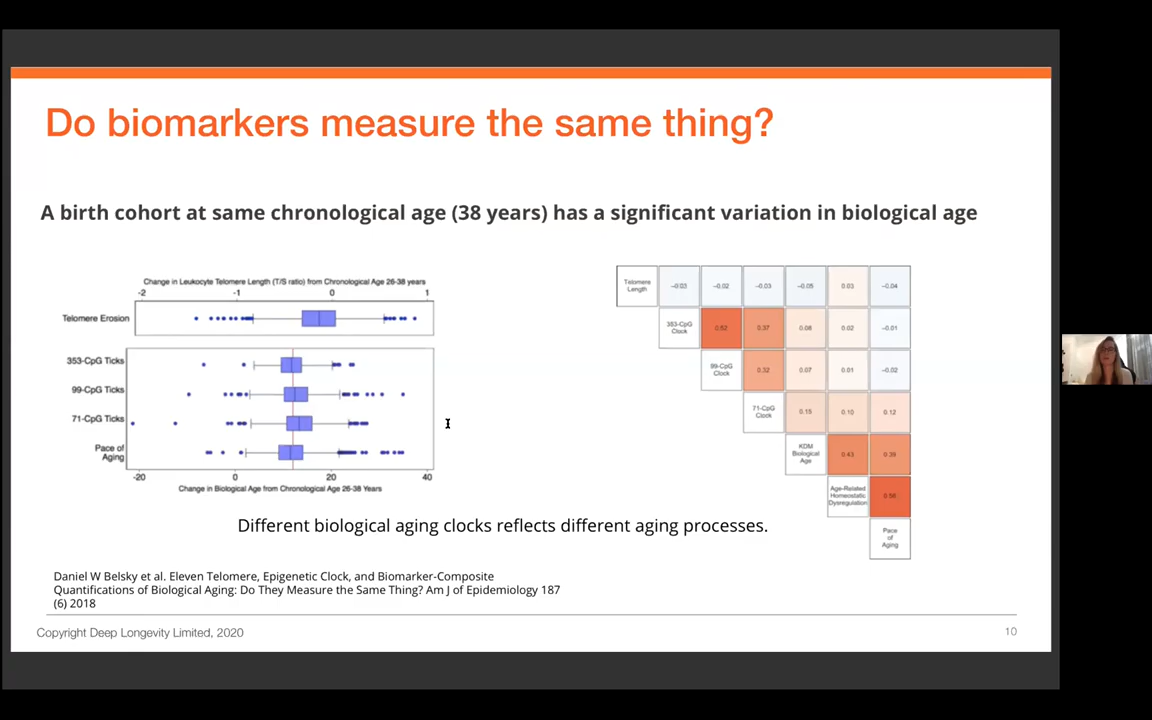 Do biomarkers measure the same thing?
A birth cohort at same chronological age (38 years) has a significant variation in biological age
Change in Leukocyte Telomere Length (T/S ratio) from Chronological Age 26-38 years
-2 -1 0 1
Telomere Erosion
353-CpG Ticks
99-CpG Ticks
71-CpG Ticks
Pace of
Aging
-20 0 20 40
Change in Biological Age from Chronological Age 26-38 Years
Telomere
Length
-0.03 -0.02 -0.03 -0.05 0.03 -0.04
353-CpG
Clock
0.52 0.37 0.08 0.02 -0.01
99-CpG
Clock
0.32 0.07 0.01 -0.02
71-CpG
Clock
0.15 0.10 0.12
KDM
Biological
Age
0.43 0.39
Age-Related
Homeostatic
Dysregulation
0.56
Pace
of
Aging
Different biological aging clocks reflects different aging processes.
Daniel W Belsky et al. Eleven Telomere, Epigenetic Clock, and Biomarker-Composite
Quantifications of Biological Aging: Do They Measure the Same Thing? Am J of Epidemiology 187
(6) 2018
Copyright Deep Longevity Limited, 2020
10